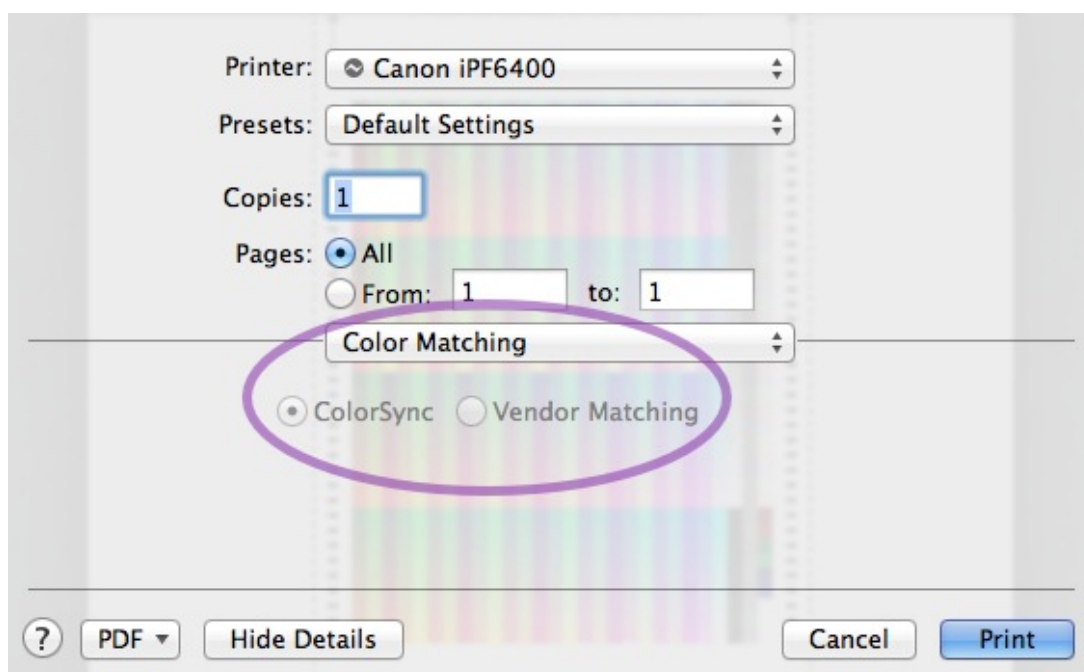 Printer: Canon iPF6400
Presets: Default Settings
Copies: 1
Pages: All
From: 1 to: 1
Color Matching
ColorSync Vendor Matching
? PDF Hide Details Cancel Print